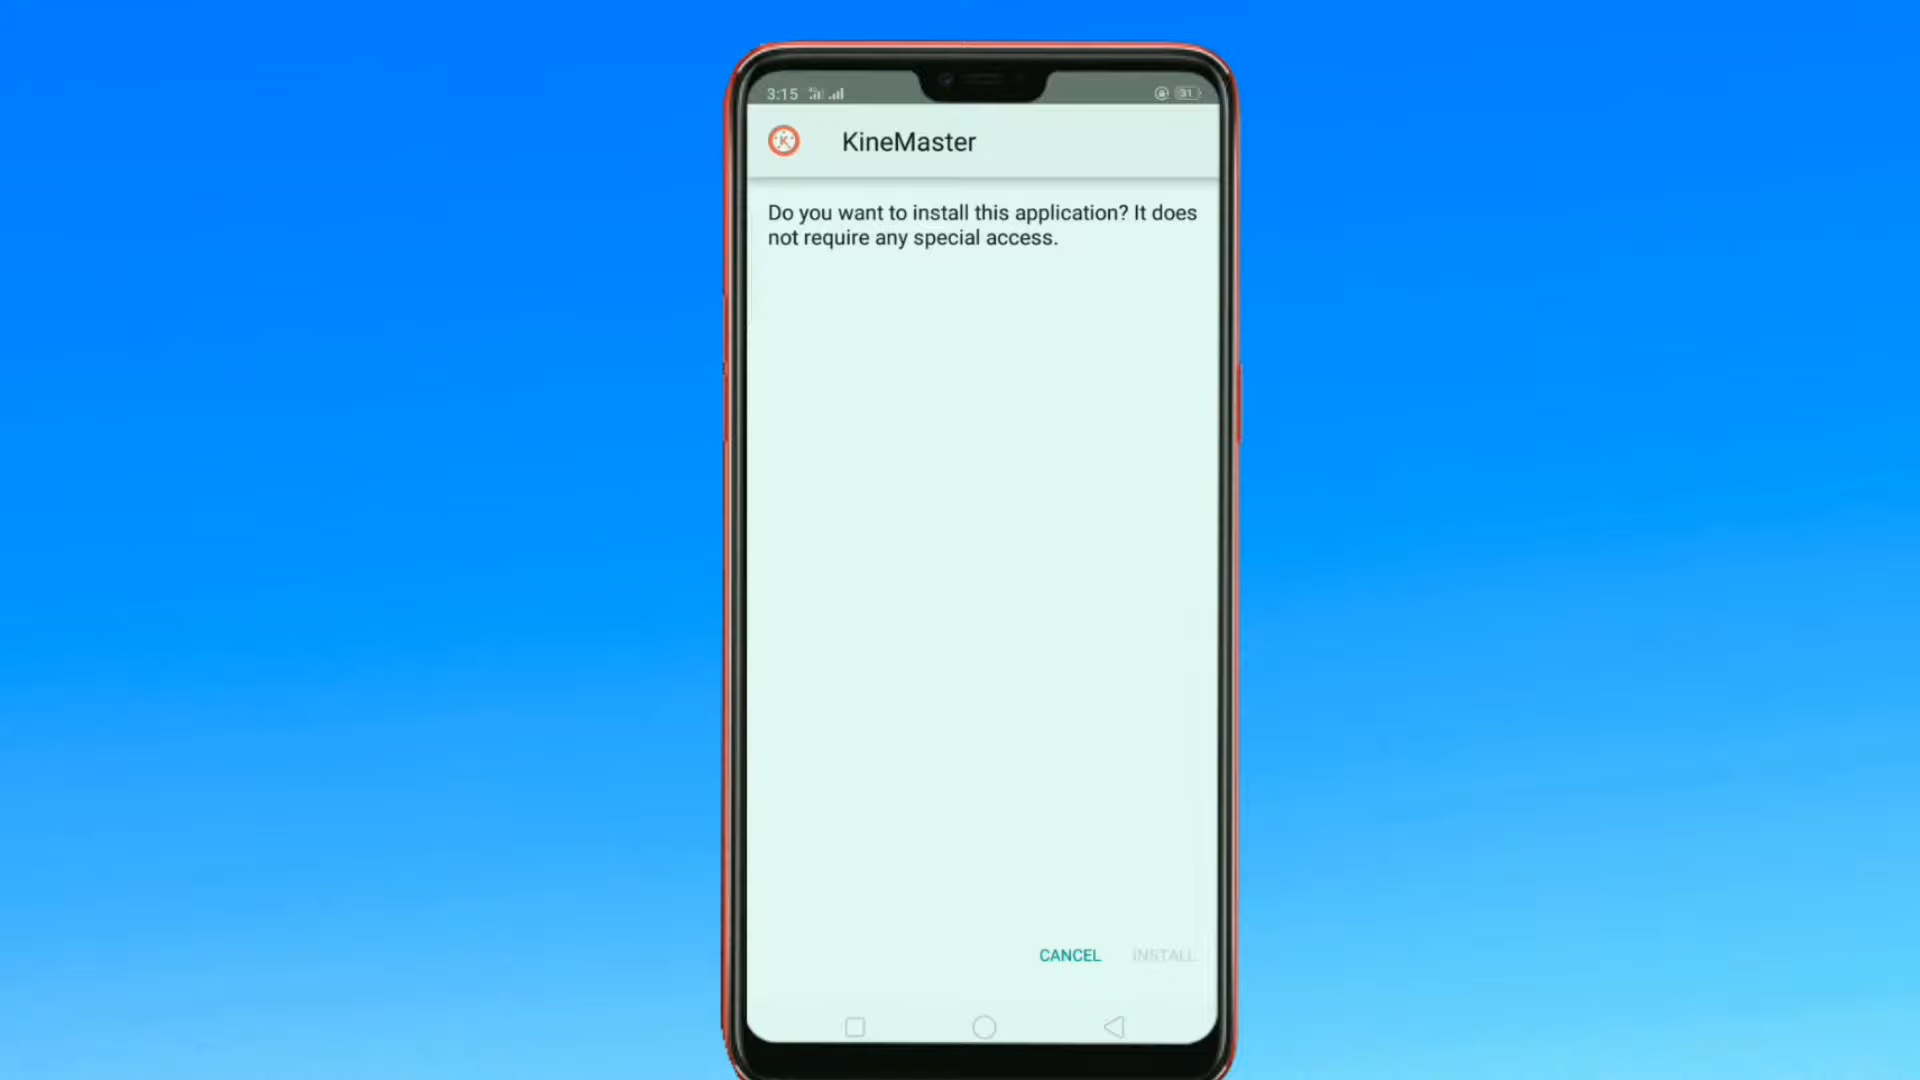 3:15 31
K KineMaster
Do you want to install this application? It does
not require any special access.
CANCEL INSTALL